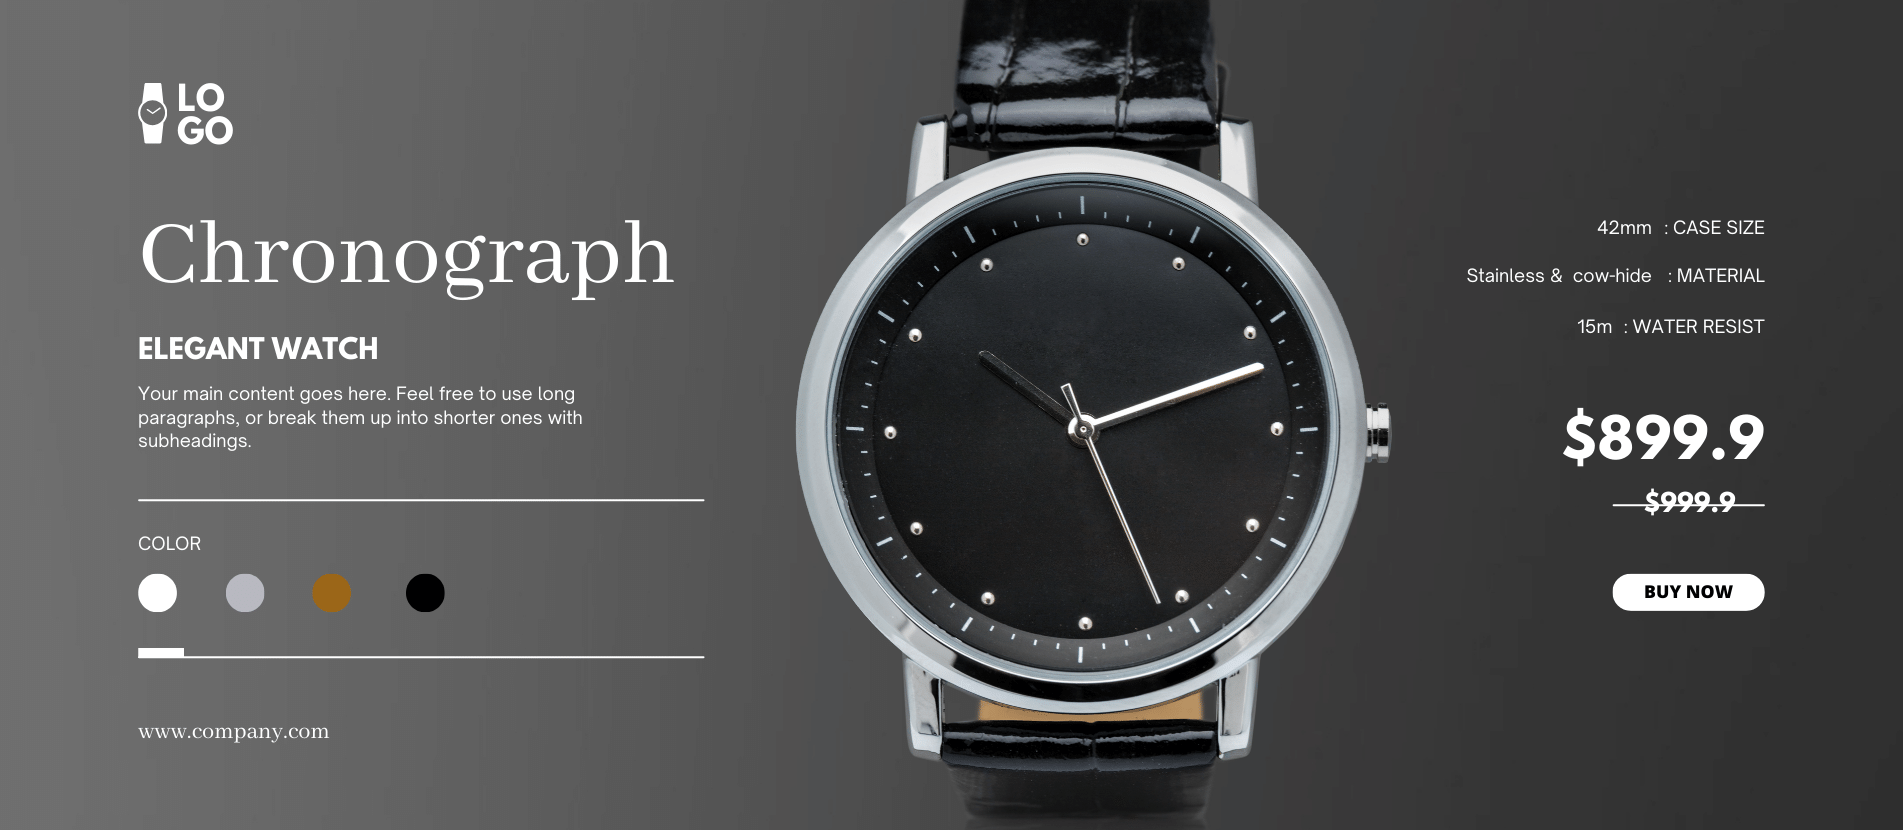 LO
GO
Chronograph
ELEGANT WATCH
Your main content goes here. Feel free to use long
paragraphs, or break them up into shorter ones with
subheadings.
COLOR
www.company.com
42mm : CASE SIZE
Stainless & cow-hide : MATERIAL
15m : WATER RESIST
$899.9
$999.9
BUY NOW